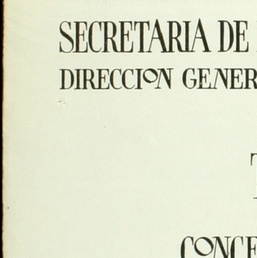 SECRETARIA DE
DIRECCION GENER
T
CONCE